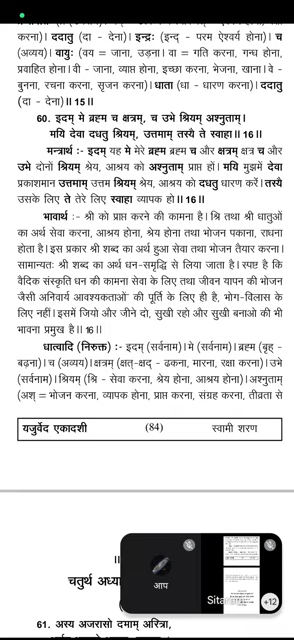 करना)। ददातु (दा - देना)। इन्द्रः (इन्द् - परम ऐश्वर्य होना)। च
(अव्यय)। वायुः (वय = जाना, उड़ना। वा = गति करना, गन्ध होना,
प्रवाहित होना। वी - जाना, व्याप्त होना, इच्छा करना, भेजना, खाना। वे -
बुनना, रचना करना, सृजन करना)। धाता (धा - धारण करना)। ददातु
(दा - देना)॥ 15॥
60. इदम् मे ब्रह्म च क्षत्रम्, च उभे श्रियम् अश्नुताम्।
मयि देवा दधतु श्रियम्, उत्तमाम् तस्यै ते स्वाहा॥ 16॥
मन्त्रार्थ :- इदम् यह मे मेरे ब्रह्म ब्रह्म च और क्षत्रम् क्षत्र च और
उभे दोनों श्रियम् श्रेय, आश्रय को अश्नुताम् प्राप्त हों। मयि मुझमें देवा
प्रकाशमान उत्तमाम् उत्तम श्रियम् श्रेय, आश्रय को दधतु धारण करें। तस्यै
उसके लिए ते तेरे लिए स्वाहा व्यापक हो॥ 16॥
भावार्थ :- श्री को प्राप्त करने की कामना है। श्रि तथा श्री धातुओं
का अर्थ सेवा करना, आश्रय होना, श्रेय होना तथा भोजन पकाना, राधना
होता है। इस प्रकार श्री शब्द का अर्थ हुआ सेवा तथा भोजन तैयार करना।
सामान्यतः श्री शब्द का अर्थ धन-समृद्धि से लिया जाता है। स्पष्ट है कि
वैदिक संस्कृति धन की कामना सेवा के लिए तथा जीवन यापन की भोजन
जैसी अनिवार्य आवश्यकताओं की पूर्ति के लिए ही है, भोग-विलास के
लिए नहीं। इसमें जियो और जीने दो, सुखी रहो और सुखी बनाओ की भी
भावना प्रमुख है॥ 16॥
धात्वादि (निरुक्त) :- इदम् (सर्वनाम)। मे (सर्वनाम)। ब्रह्म (बृह् -
बढ़ना)। च (अव्यय)। क्षत्रम् (क्षत्-क्षद् - ढकना, मारना, रक्षा करना)। उभे
(सर्वनाम)। श्रियम् (श्रि - सेवा करना, श्रेय होना, आश्रय होना)। अश्नुताम्
(अश् = भोजन करना, व्यापक होना, प्राप्त करना, संग्रह करना, तीव्रता से
यजुर्वेद एकादशी (84) स्वामी शरण
॥
चतुर्थ अध्या
आप
Sita
+12
61. अस्य अजरासो दमाम् अरित्रा,